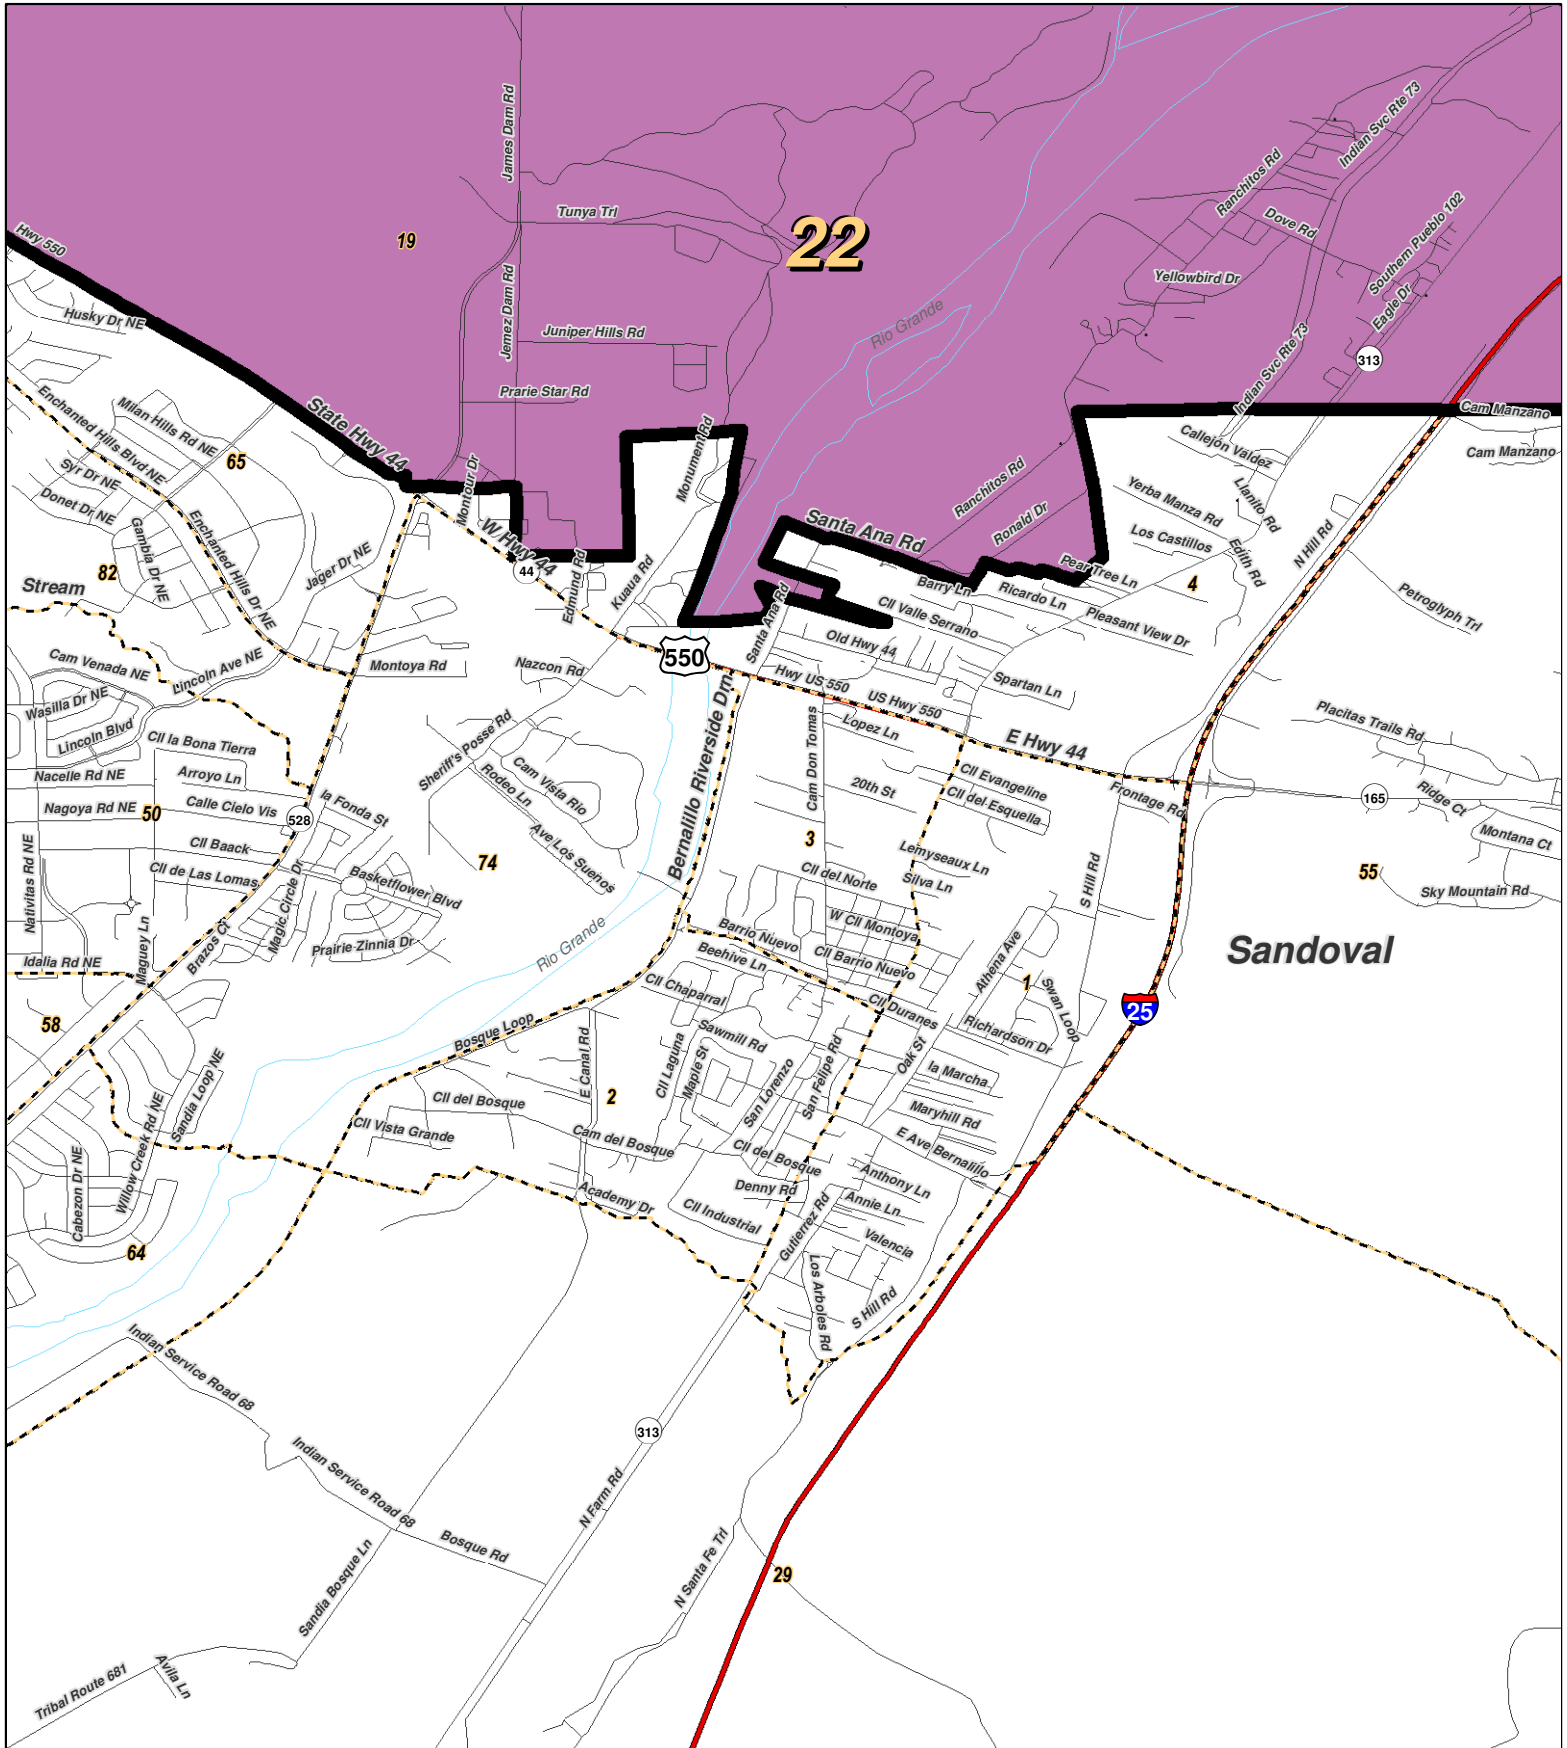 James Dam Rd
Indian Svc Rte 73
Ranchitos Rd
Tunya Trl
Dove Rd
Southern Pueblo 102
Hwy 550
19
22
Yellowbird Dr
Jemez Dam Rd
Eagle Dr
Husky Dr NE
Juniper Hills Rd
Rio Grande
313
Indian Svc Rte 73
Prarie Star Rd
Enchanted Hills Blvd NE
Milan Hills Rd NE
State Hwy 44
Cam Manzano
Monument Rd
Callejón Valdez
Cam Manzano
65
Syr Dr NE
Montour Dr
Ranchitos Rd
Yerba Manza Rd
Llanito Rd
Donet Dr NE
Gambia Dr NE
Enchanted Hills Dr NE
W Hwy 44
Santa Ana Rd
Ronald Dr
Los Castillos
N Hill Rd
Jager Dr NE
44
Edmund Rd
Kuaua Rd
Pear Tree Ln
Edith Rd
82
Stream
Barry Ln
Ricardo Ln
4
Petroglyph Trl
Cll Valle Serrano
Pleasant View Dr
Santa Ana Rd
Old Hwy 44
Cam Venada NE
Lincoln Ave NE
Montoya Rd
Nazcon Rd
550
Hwy US 550
US Hwy 550
Spartan Ln
Wasilla Dr NE
Lincoln Blvd
Cll la Bona Tierra
Sheriff's Posse Rd
Bernalillo Riverside Drn
Lopez Ln
E Hwy 44
Placitas Trails Rd
Nacelle Rd NE
Arroyo Ln
Rodeo Ln
Cam Vista Rio
Cam Don Tomas
20th St
Cll Evangeline
Cll del Esquella
Frontage Rd
165
Ridge Ct
Nagoya Rd NE
50
Calle Cielo Vis
528
la Fonda St
Montana Ct
Cll Baack
74
Ave Los Suenos
3
Lemyseaux Ln
Cll de Las Lomas
Basketflower Blvd
Cll del Norte
Silva Ln
S Hill Rd
55
Sky Mountain Rd
Nativitas Rd NE
Magic Circle Dr
Maguey Ln
Brazos Ct
Prairie Zinnia Dr
Rio Grande
Barrio Nuevo
W Cll Montoya
Sandoval
Idalia Rd NE
Beehive Ln
Cll Barrio Nuevo
Athena Ave
Cll Chaparral
1
Swan Loop
58
Bosque Loop
Cll Duranes
Richardson Dr
25
Sandia Loop NE
E Canal Rd
Sawmill Rd
Cll Laguna
Maple St
San Lorenzo
San Felipe Rd
Oak St
la Marcha
Cll del Bosque
2
Maryhill Rd
Willow Creek Rd NE
Cll Vista Grande
Cam del Bosque
Cll del Bosque
E Ave Bernalillo
Cabezon Dr NE
Academy Dr
Denny Rd
Anthony Ln
Cll Industrial
Gutierrez Rd
Annie Ln
Valencia
64
Los Arboles Rd
S Hill Rd
Indian Service Road 68
313
Indian Service Road 68
N Farm Rd
Bosque Rd
Sandia Bosque Ln
N Santa Fe Trl
29
Tribal Route 681
Avila Ln